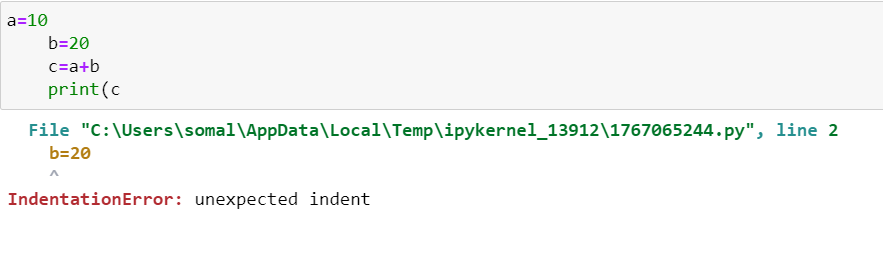 a=10
    b=20
    c=a+b
    print(c
  File "C:\Users\somal\AppData\Local\Temp\ipykernel_13912\1767065244.py", line 2
    b=20
    ^
IndentationError: unexpected indent